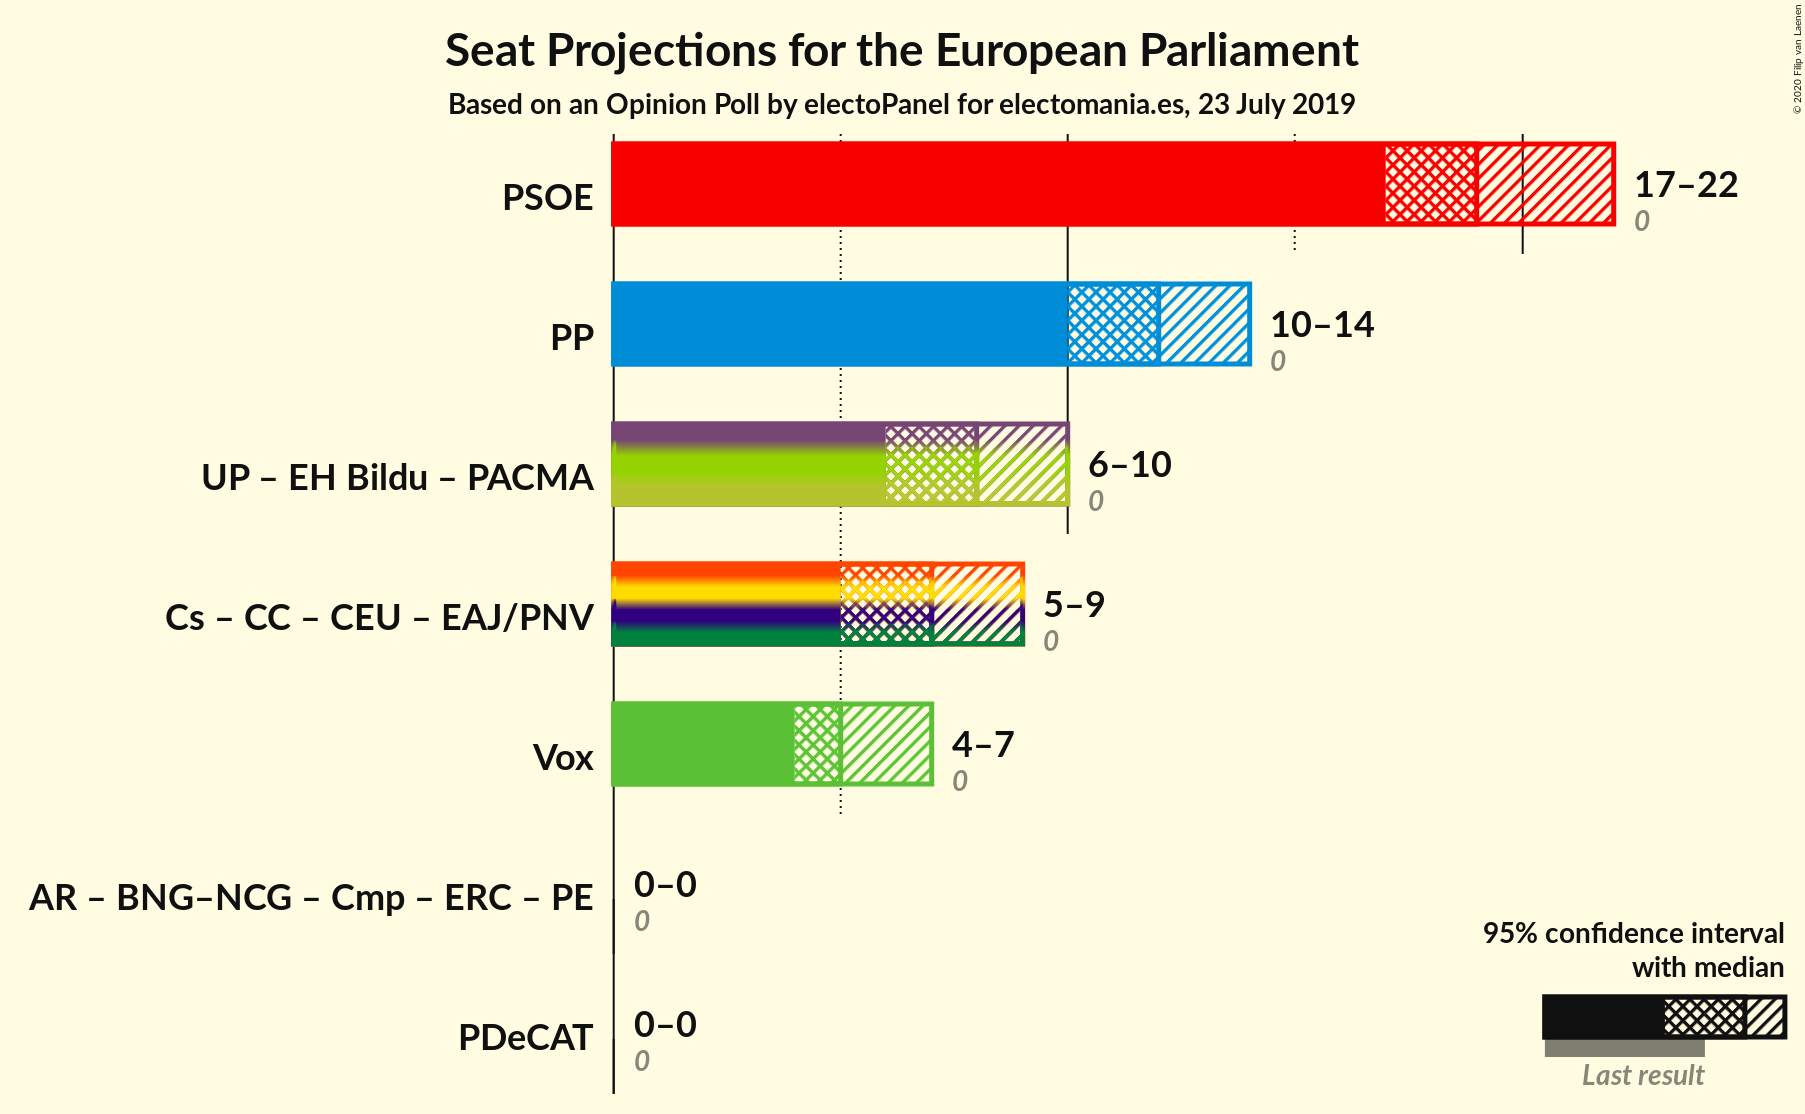 Seat Projections for the European Parliament
Based on an Opinion Poll by electoPanel for electomania.es, 23 July 2019
© 2020 Filip van Laenen
PSOE
17–22
0
PP
10–14
0
UP – EH Bildu – PACMA
6–10
0
Cs – CC – CEU – EAJ/PNV
5–9
0
Vox
4–7
0
AR – BNG–NCG – Cmp – ERC – PE
0–0
0
PDeCAT
0–0
0
95% confidence interval
with median
Last result